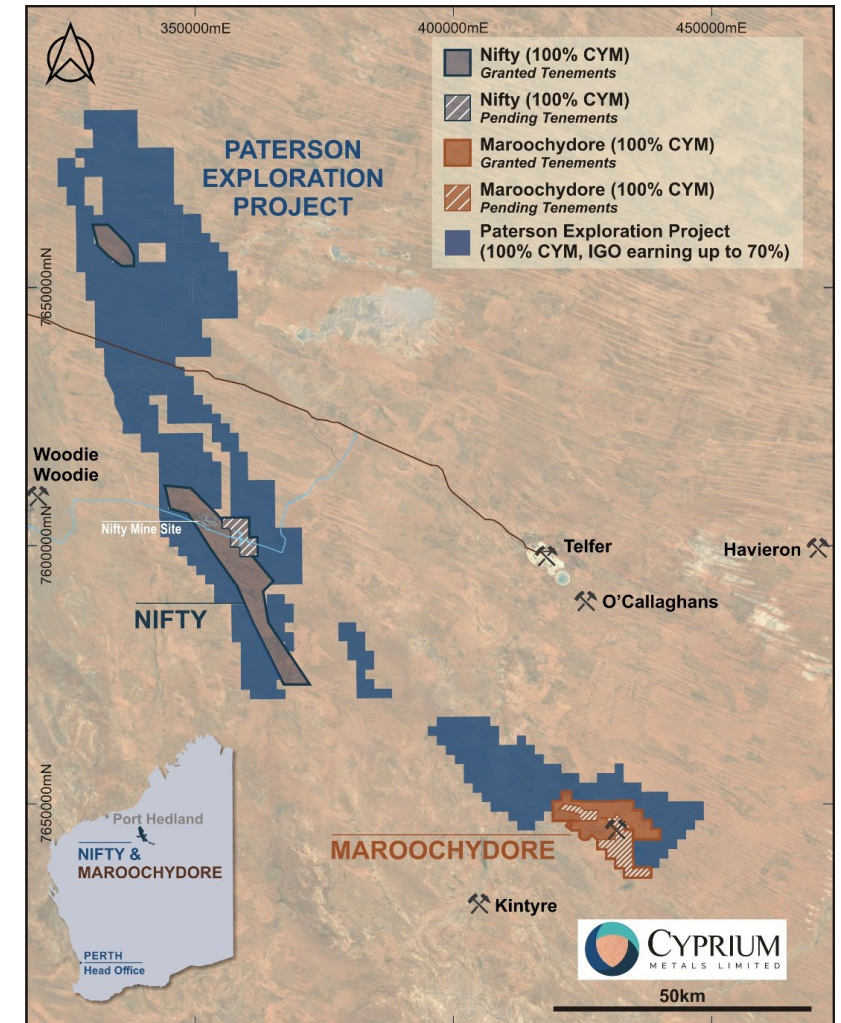 350000mE
400000mE
450000mE
Nifty (100% CYM)
Granted Tenements
Nifty (100% CYM)
Pending Tenements
Maroochydore (100% CYM)
Granted Tenements
Maroochydore (100% CYM)
Pending Tenements
Paterson Exploration Project
(100% CYM, IGO earning up to 70%)
PATERSON
EXPLORATION
PROJECT
7650000mN
Woodie
Woodie
Nifty Mine Site
7600000mN
Telfer
Havieron
O'Callaghans
NIFTY
7650000mN
Port Hedland
NIFTY &
MAROOCHYDORE
PERTH
Head Office
MAROOCHYDORE
Kintyre
CYPRIUM
METALS LIMITED
50km